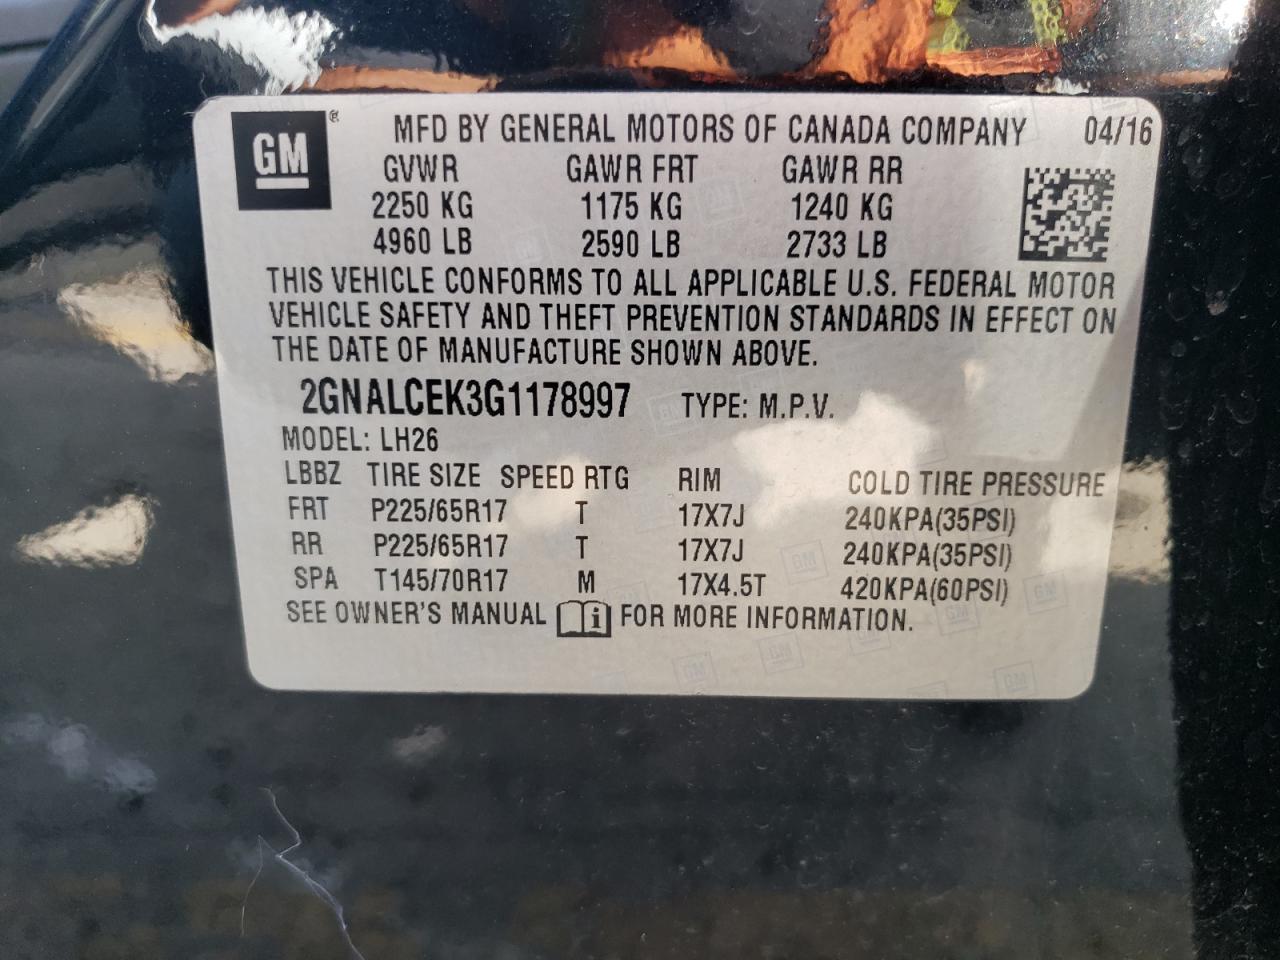 GM ® MFD BY GENERAL MOTORS OF CANADA COMPANY 04/16
GVWR GAWR FRT GAWR RR
2250 KG 1175 KG 1240 KG
4960 LB 2590 LB 2733 LB
THIS VEHICLE CONFORMS TO ALL APPLICABLE U.S. FEDERAL MOTOR
VEHICLE SAFETY AND THEFT PREVENTION STANDARDS IN EFFECT ON
THE DATE OF MANUFACTURE SHOWN ABOVE.
2GNALCEK3G1178997 TYPE: M.P.V.
MODEL: LH26
LBBZ TIRE SIZE SPEED RTG RIM COLD TIRE PRESSURE
FRT P225/65R17 T 17X7J 240KPA(35PSI)
RR P225/65R17 T 17X7J 240KPA(35PSI)
SPA T145/70R17 M 17X4.5T 420KPA(60PSI)
SEE OWNER'S MANUAL i FOR MORE INFORMATION.